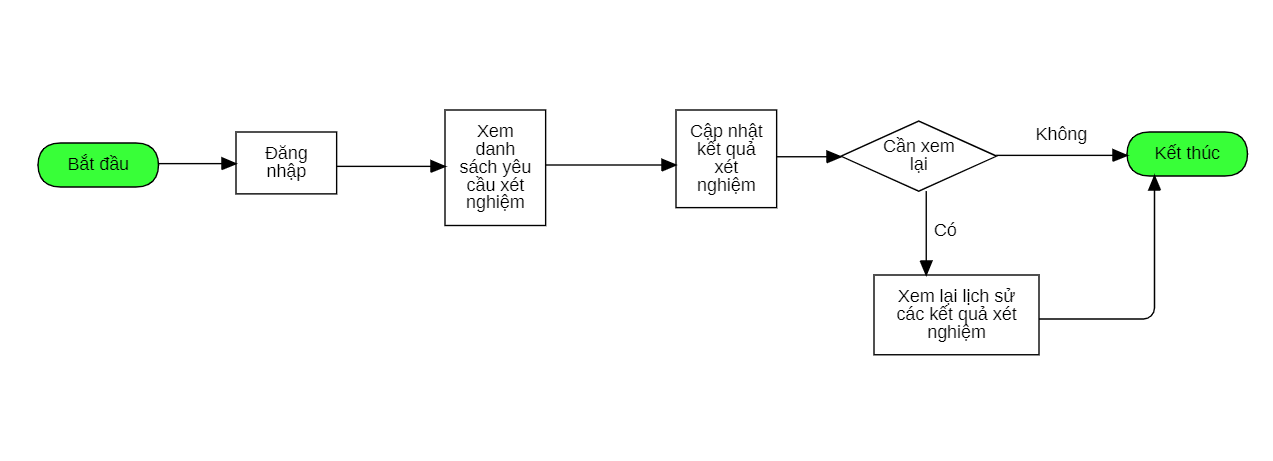 Bắt đầu
Đăng
nhập
Xem
danh
sách yêu
cầu xét
nghiệm
Cập nhật
kết quả
xét
nghiệm
Cần xem
lại
Không
Kết thúc
Có
Xem lại lịch sử
các kết quả xét
nghiệm